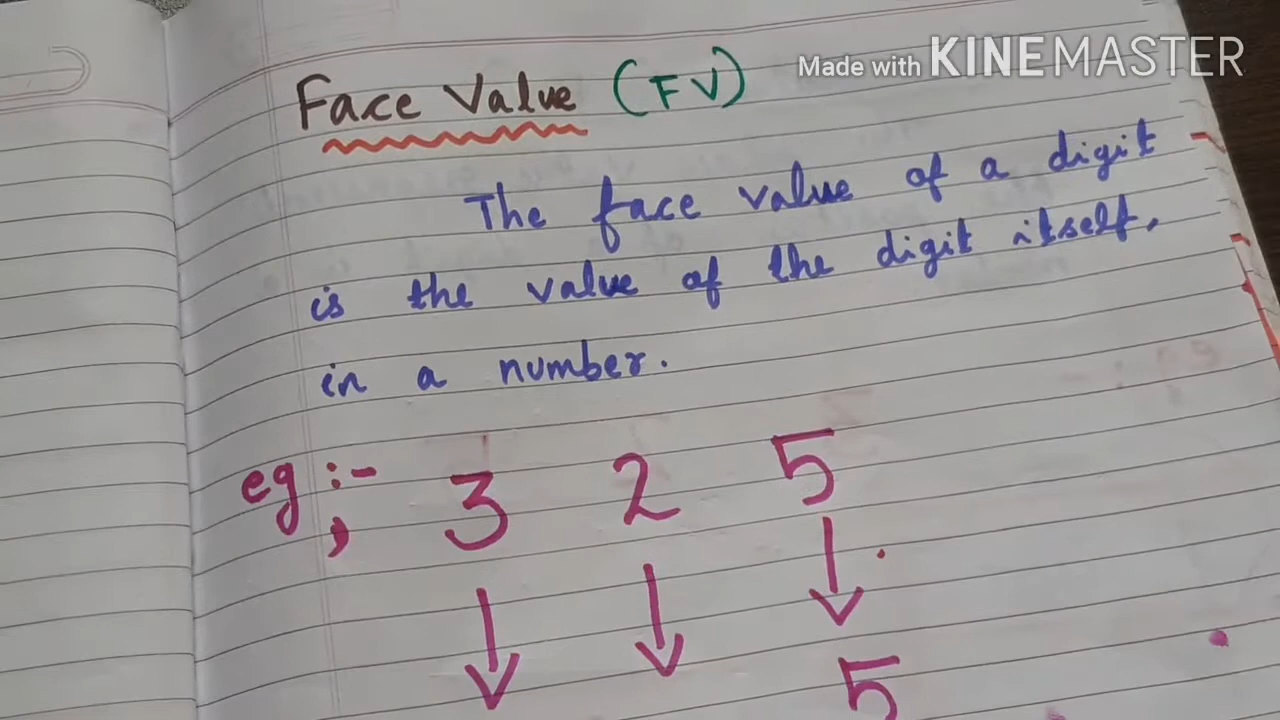 Made with KINEMASTER
Face Value (FV)
The face value of a digit
is the value of the digit itself,
in a number.
eg :- 3 2 5
5